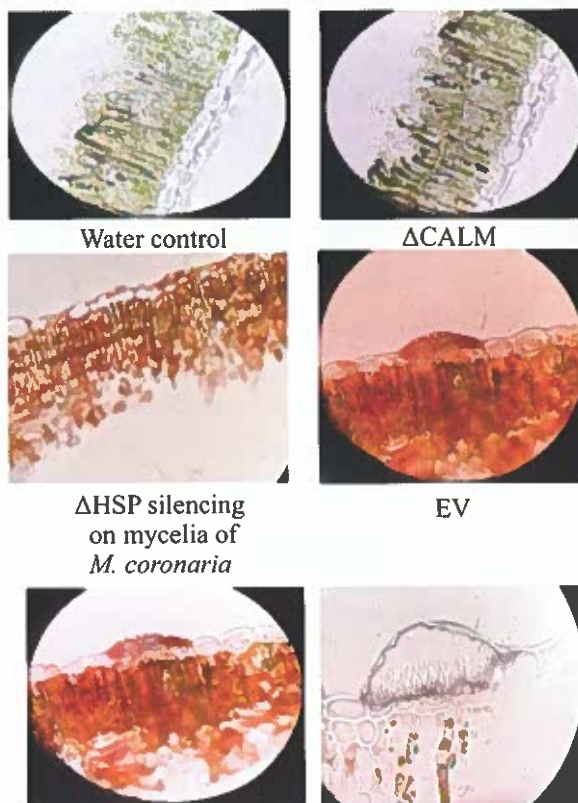 Water control
ΔCALM
ΔHSP silencing
on mycelia of
M. coronaria
EV